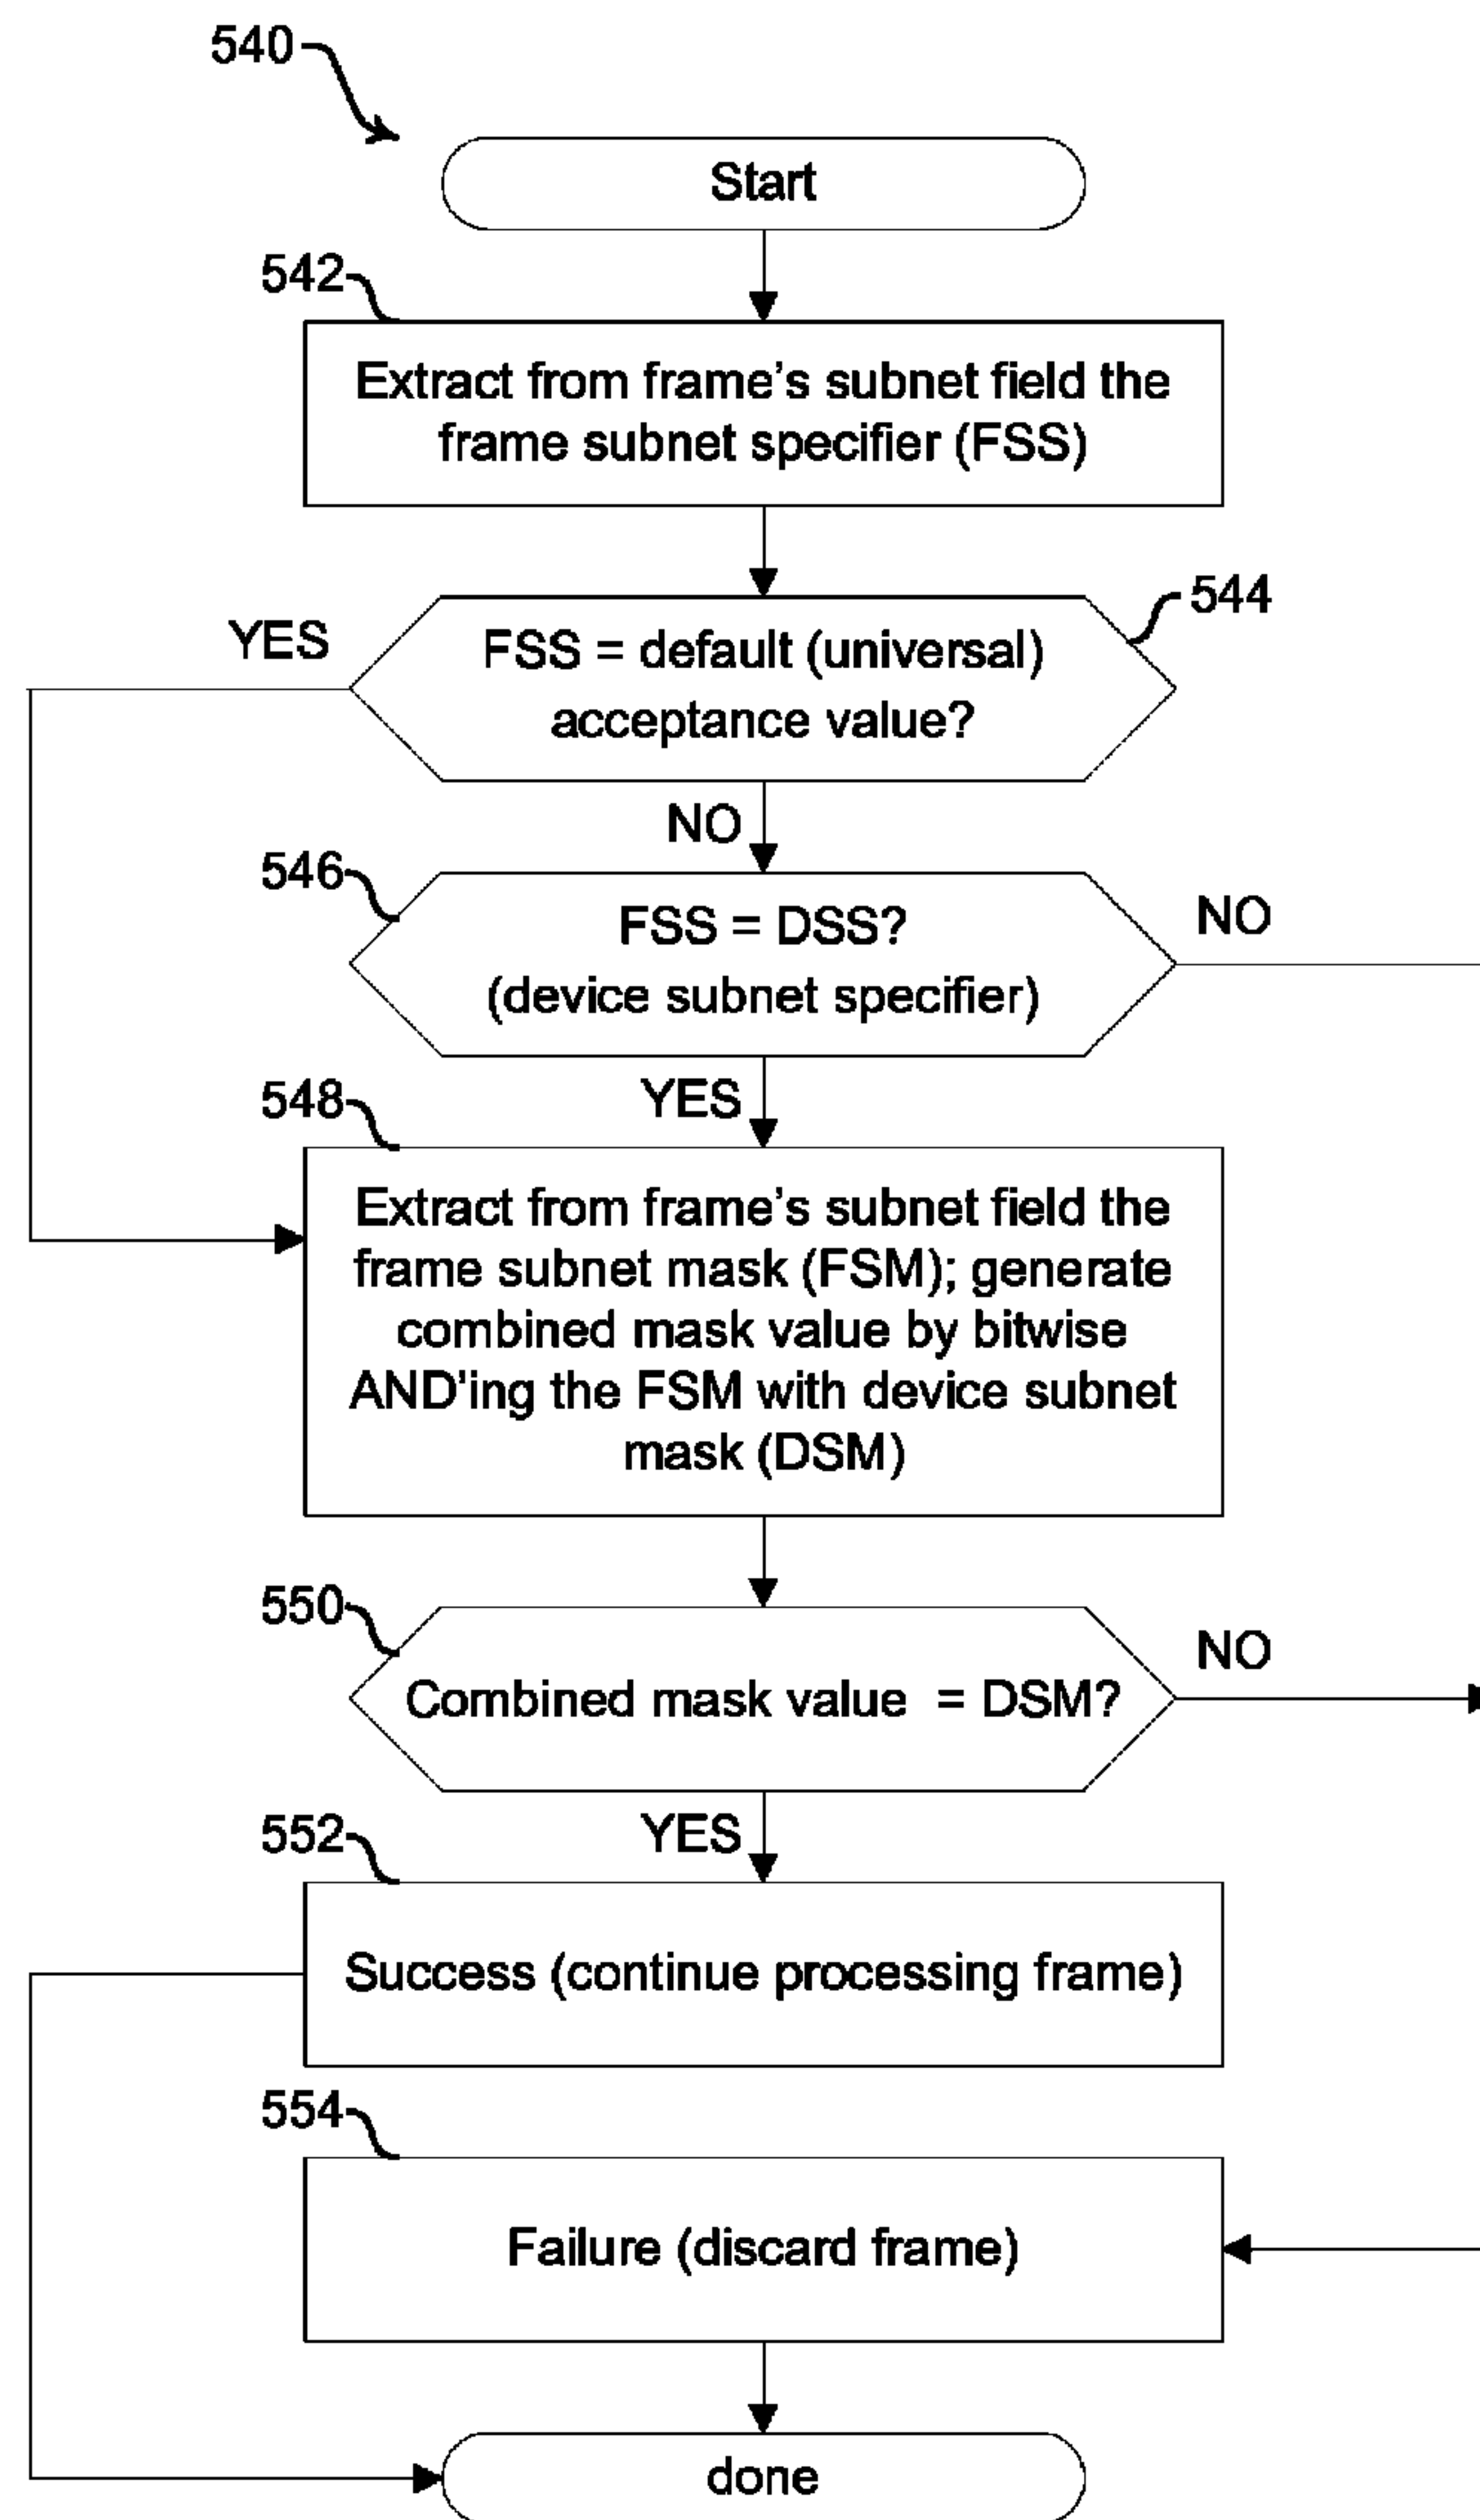 540
Start
542
Extract from frame's subnet field the
frame subnet specifier (FSS)
544
YES
FSS = default (universal)
acceptance value?
NO
546
FSS = DSS?
(device subnet specifier)
NO
YES
548
Extract from frame's subnet field the
frame subnet mask (FSM); generate
combined mask value by bitwise
AND'ing the FSM with device subnet
mask (DSM)
550
Combined mask value = DSM?
NO
YES
552
Success (continue processing frame)
554
Failure (discard frame)
done